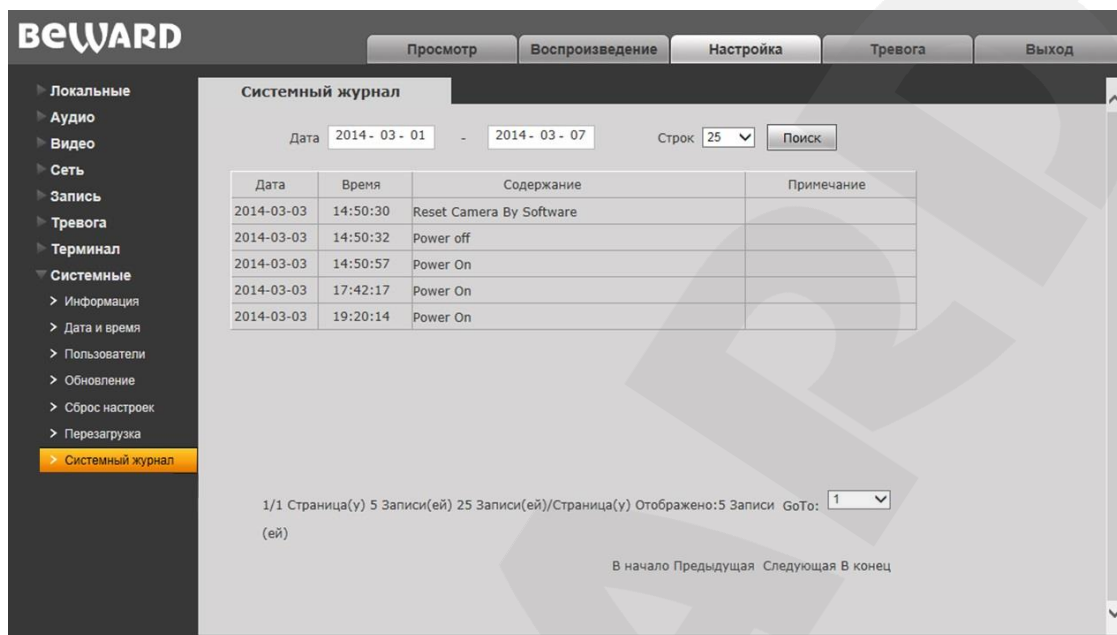 BEWARD
Просмотр Воспроизведение Настройка Тревога Выход
Локальные
Аудио
Видео
Сеть
Запись
Тревога
Терминал
Системные
Информация
Дата и время
Пользователи
Обновление
Сброс настроек
Перезагрузка
Системный журнал
Системный журнал
Дата 2014 - 03 - 01 - 2014 - 03 - 07 Строк 25 Поиск
Дата Время Содержание Примечание
2014-03-03 14:50:30 Reset Camera By Software
2014-03-03 14:50:32 Power off
2014-03-03 14:50:57 Power On
2014-03-03 17:42:17 Power On
2014-03-03 19:20:14 Power On
1/1 Страница(у) 5 Записи(ей) 25 Записи(ей)/Страница(у) Отображено:5 Записи GoTo: 1
(ей)
В начало Предыдущая Следующая В конец